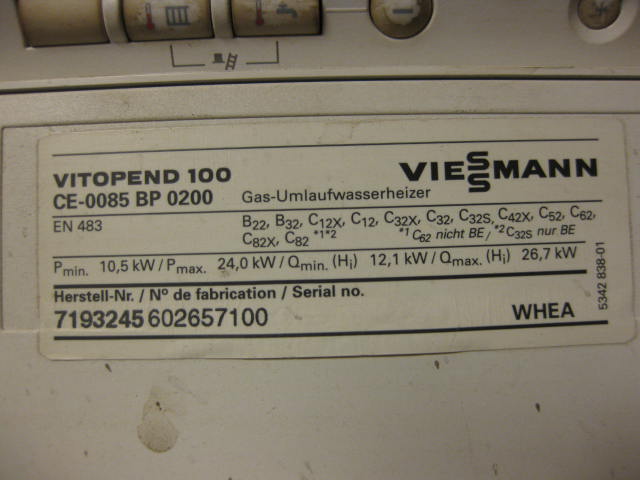 VITOPEND 100 VIESSMANN
CE-0085 BP 0200 Gas-Umlaufwasserheizer
EN 483 B22, B32, C12X, C12, C32X, C32, C32S, C42X, C52, C62,
C82X, C82 *1*2 *1 C62 nicht BE / *2 C32S nur BE
Pmin. 10,5 kW / Pmax. 24,0 kW / Qmin. (Hi) 12,1 kW / Qmax. (Hi) 26,7 kW
Herstell-Nr. / Nº de fabrication / Serial no.
7193245 602657100 WHEA
5342 838-01